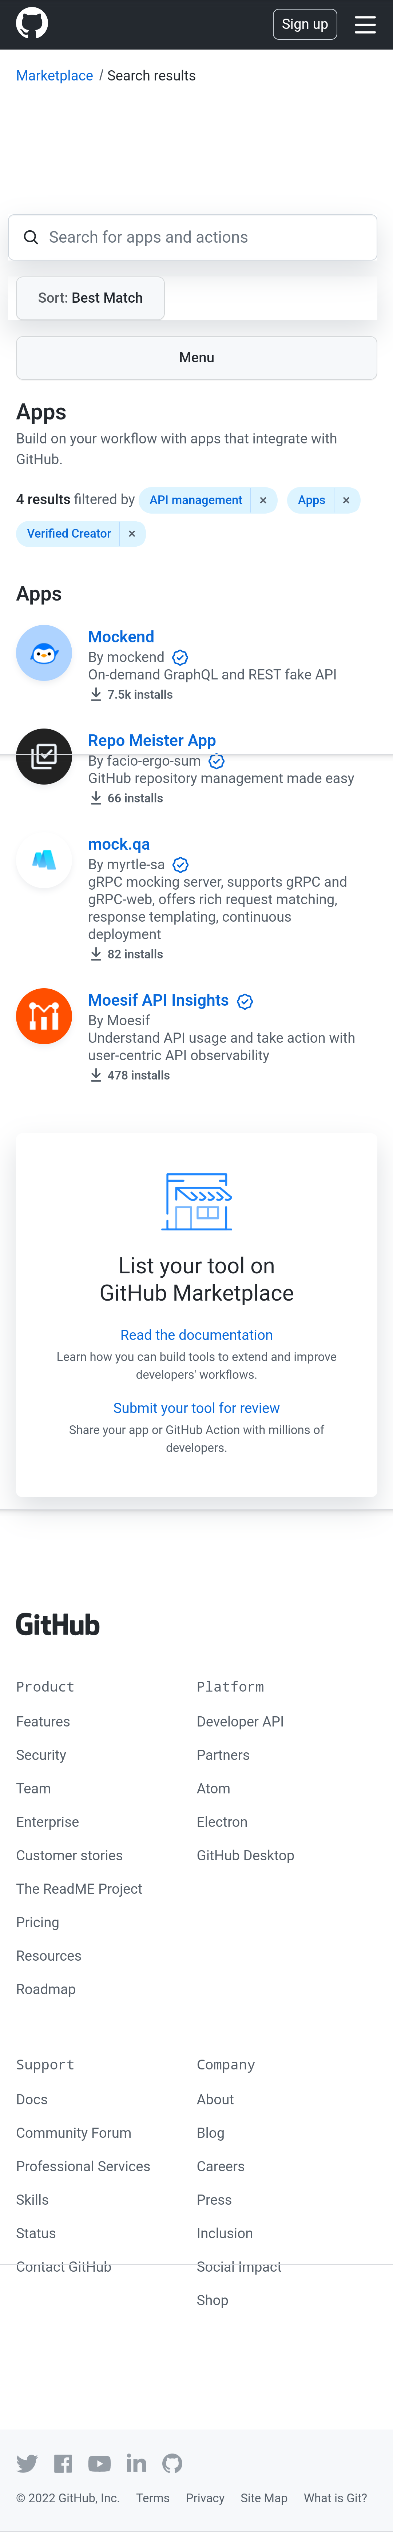 Sign up
Marketplace / Search results
Search for apps and actions
Sort: Best Match
Menu
Apps
Build on your workflow with apps that integrate with
GitHub.
4 results filtered by API management × Apps ×
Verified Creator ×
Apps
Mockend
By mockend
On-demand GraphQL and REST fake API
7.5k installs
Repo Meister App
By facio-ergo-sum
GitHub repository management made easy
66 installs
mock.qa
By myrtle-sa
gRPC mocking server, supports gRPC and
gRPC-web, offers rich request matching,
response templating, continuous
deployment
82 installs
Moesif API Insights
By Moesif
Understand API usage and take action with
user-centric API observability
478 installs
List your tool on
GitHub Marketplace
Read the documentation
Learn how you can build tools to extend and improve
developers' workflows.
Submit your tool for review
Share your app or GitHub Action with millions of
developers.
GitHub
Product
Features
Security
Team
Enterprise
Customer stories
The ReadME Project
Pricing
Resources
Roadmap
Platform
Developer API
Partners
Atom
Electron
GitHub Desktop
Support
Docs
Community Forum
Professional Services
Skills
Status
Contact GitHub
Company
About
Blog
Careers
Press
Inclusion
Social Impact
Shop
© 2022 GitHub, Inc. Terms Privacy Site Map What is Git?